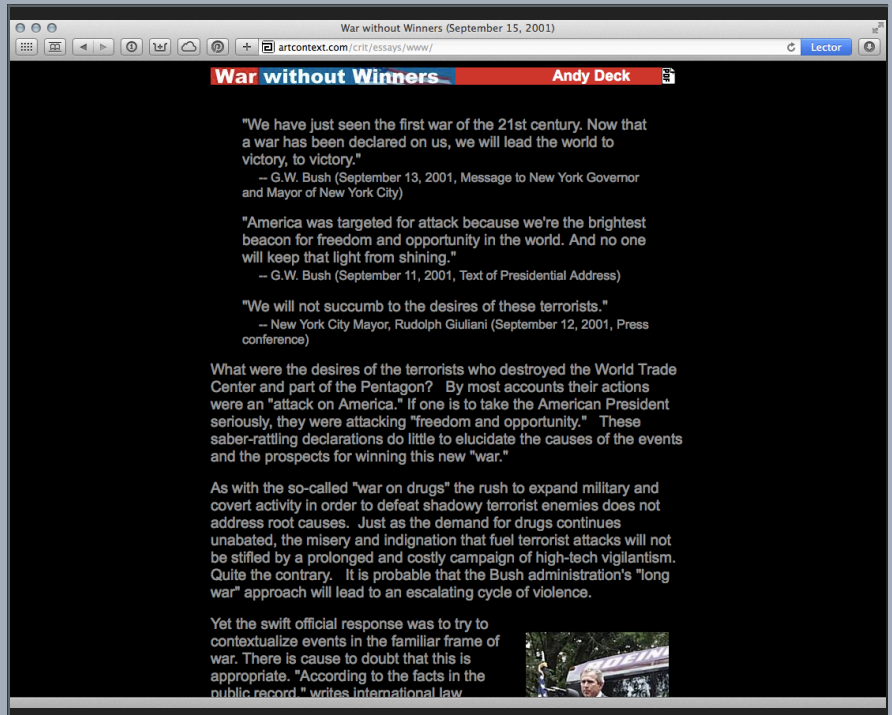 War without Winners (September 15, 2001)
artcontext.com/crit/essays/www/
Lector
War without Winners Andy Deck PDF
"We have just seen the first war of the 21st century. Now that
a war has been declared on us, we will lead the world to
victory, to victory."
-- G.W. Bush (September 13, 2001, Message to New York Governor
and Mayor of New York City)
"America was targeted for attack because we're the brightest
beacon for freedom and opportunity in the world. And no one
will keep that light from shining."
-- G.W. Bush (September 11, 2001, Text of Presidential Address)
"We will not succumb to the desires of these terrorists."
-- New York City Mayor, Rudolph Giuliani (September 12, 2001, Press
conference)
What were the desires of the terrorists who destroyed the World Trade
Center and part of the Pentagon? By most accounts their actions
were an "attack on America." If one is to take the American President
seriously, they were attacking "freedom and opportunity." These
saber-rattling declarations do little to elucidate the causes of the events
and the prospects for winning this new "war."
As with the so-called "war on drugs" the rush to expand military and
covert activity in order to defeat shadowy terrorist enemies does not
address root causes. Just as the demand for drugs continues
unabated, the misery and indignation that fuel terrorist attacks will not
be stifled by a prolonged and costly campaign of high-tech vigilantism.
Quite the contrary. It is probable that the Bush administration's "long
war" approach will lead to an escalating cycle of violence.
Yet the swift official response was to try to
contextualize events in the familiar frame of
war. There is cause to doubt that this is
appropriate. "According to the facts in the
public record," writes international law
BOEING